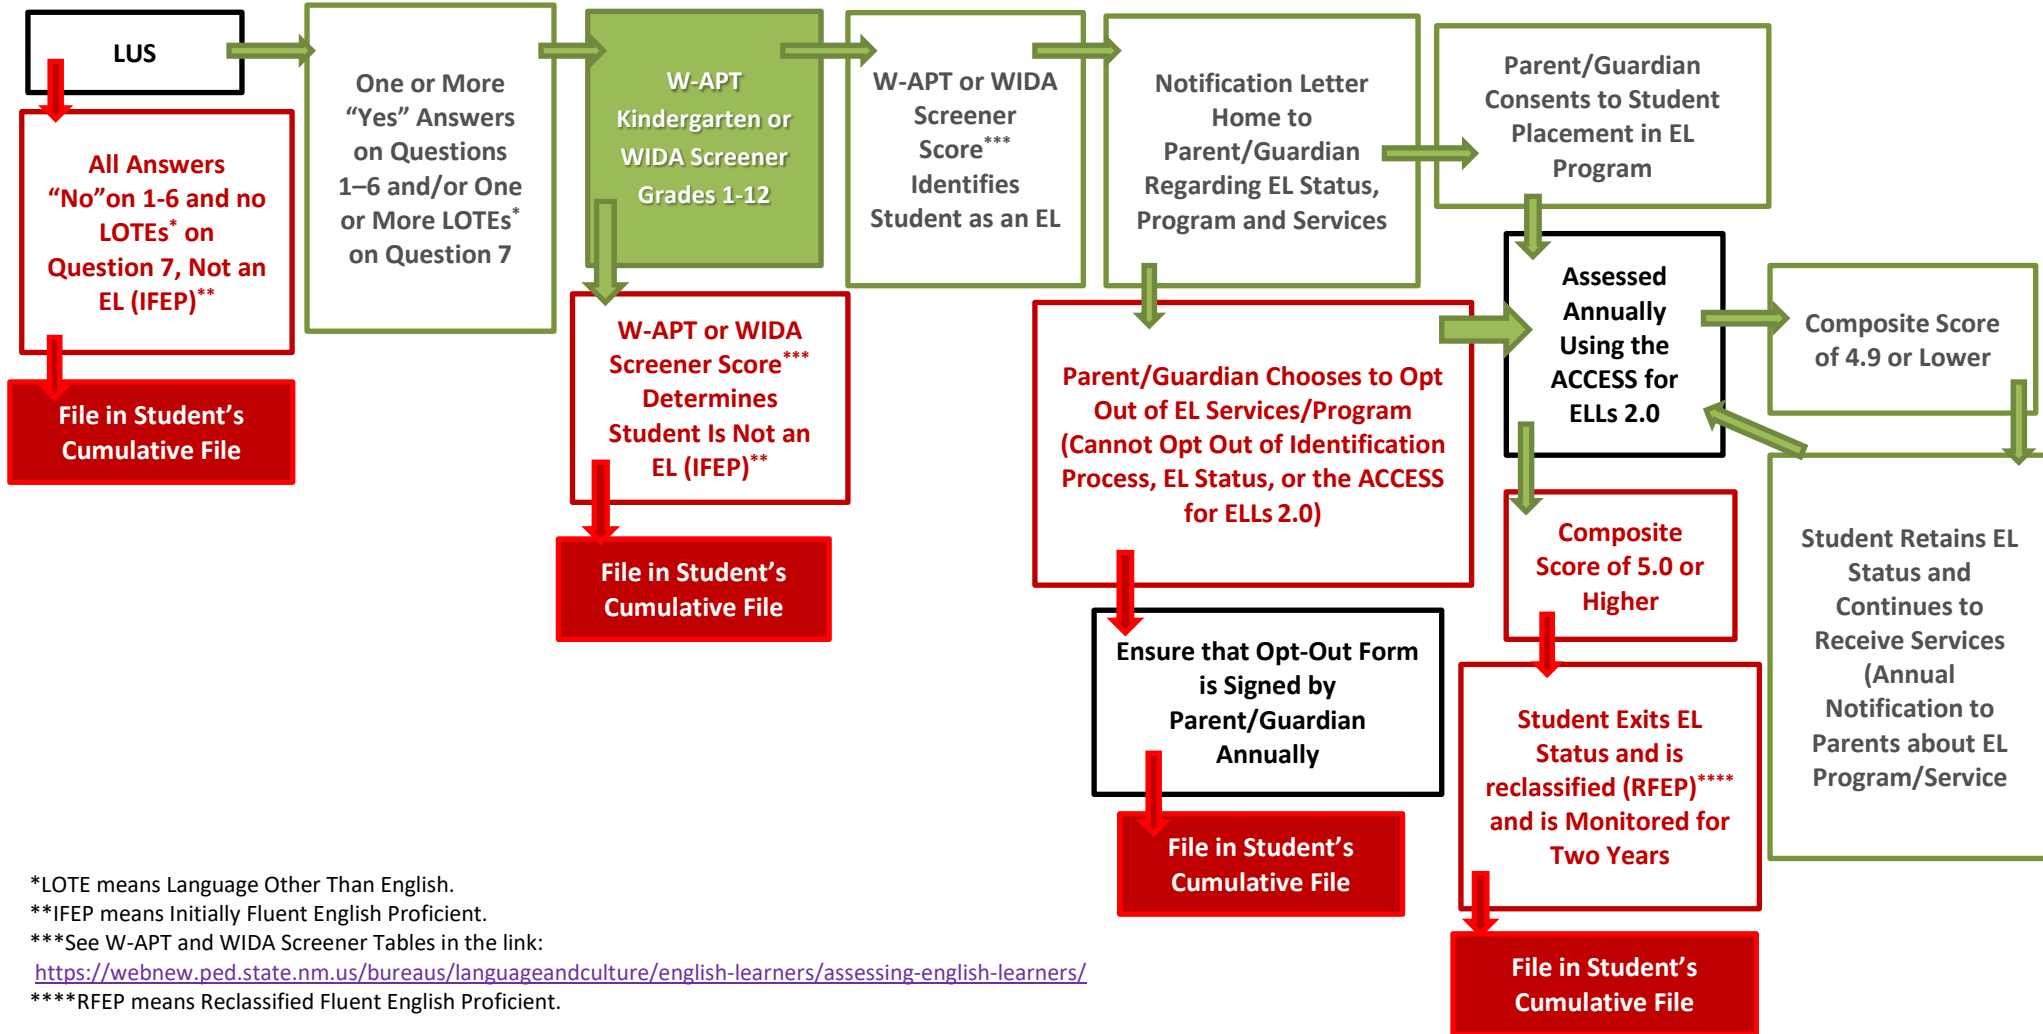 LUS
All Answers
“No”on 1-6 and no
LOTEs* on
Question 7, Not an
EL (IFEP)**
File in Student’s
Cumulative File
One or More
“Yes” Answers
on Questions
1–6 and/or One
or More LOTEs*
on Question 7
W-APT
Kindergarten or
WIDA Screener
Grades 1-12
W-APT or WIDA
Screener Score***
Determines
Student Is Not an
EL (IFEP)**
File in Student’s
Cumulative File
W-APT or WIDA
Screener
Score***
Identifies
Student as an EL
Notification Letter
Home to
Parent/Guardian
Regarding EL Status,
Program and Services
Parent/Guardian
Consents to Student
Placement in EL
Program
Parent/Guardian Chooses to Opt
Out of EL Services/Program
(Cannot Opt Out of Identification
Process, EL Status, or the ACCESS
for ELLs 2.0)
Ensure that Opt-Out Form
is Signed by
Parent/Guardian
Annually
File in Student’s
Cumulative File
Assessed
Annually
Using the
ACCESS for
ELLs 2.0
Composite Score
of 4.9 or Lower
Student Retains EL
Status and
Continues to
Receive Services
(Annual
Notification to
Parents about EL
Program/Service
Composite
Score of 5.0 or
Higher
Student Exits EL
Status and is
reclassified (RFEP)****
and is Monitored for
Two Years
File in Student’s
Cumulative File
*LOTE means Language Other Than English.
**IFEP means Initially Fluent English Proficient.
***See W-APT and WIDA Screener Tables in the link:
https://webnew.ped.state.nm.us/bureaus/languageandculture/english-learners/assessing-english-learners/
****RFEP means Reclassified Fluent English Proficient.